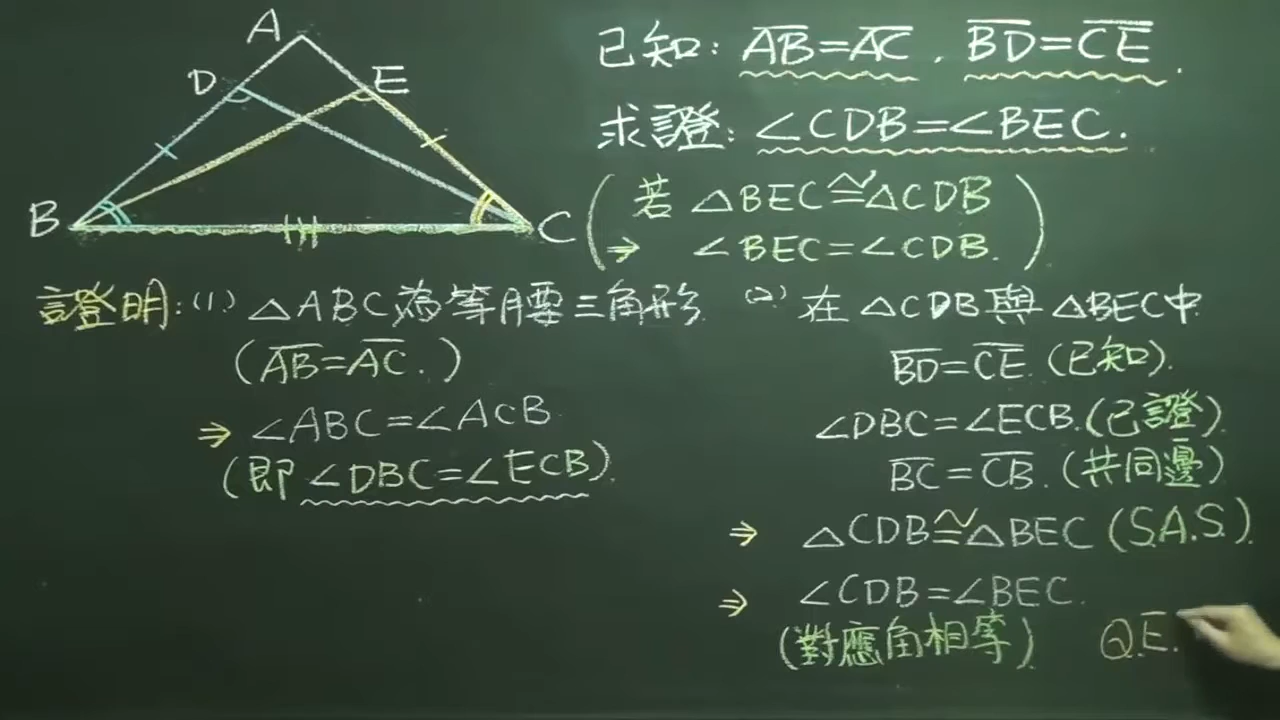 A
D
E
B
C
已知: AB=AC, BD=CE.
求證: ∠CDB=∠BEC.
(若 △BEC≅△CDB
⇒ ∠BEC=∠CDB.)
證明:(1) △ABC為等腰三角形
(AB=AC.)
⇒ ∠ABC=∠ACB.
(即∠DBC=∠ECB).
(2) 在△CDB與△BEC中
BD=CE.(已知).
∠DBC=∠ECB.(已證).
BC=CB.(共同邊)
⇒ △CDB≅△BEC (S.A.S.).
⇒ ∠CDB=∠BEC.
(對應角相等)
Q.E.